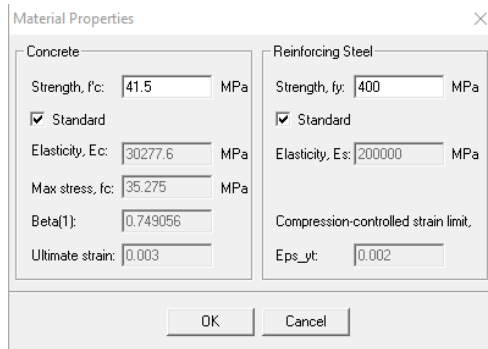 Material Properties
Concrete
Strength, f'c: 41.5 MPa
Standard
Elasticity, Ec: 30277.6 MPa
Max stress, fc: 35.275 MPa
Beta(1): 0.749056
Ultimate strain: 0.003
Reinforcing Steel
Strength, fy: 400 MPa
Standard
Elasticity, Es: 200000 MPa
Compression-controlled strain limit,
Eps_yt: 0.002
OK
Cancel